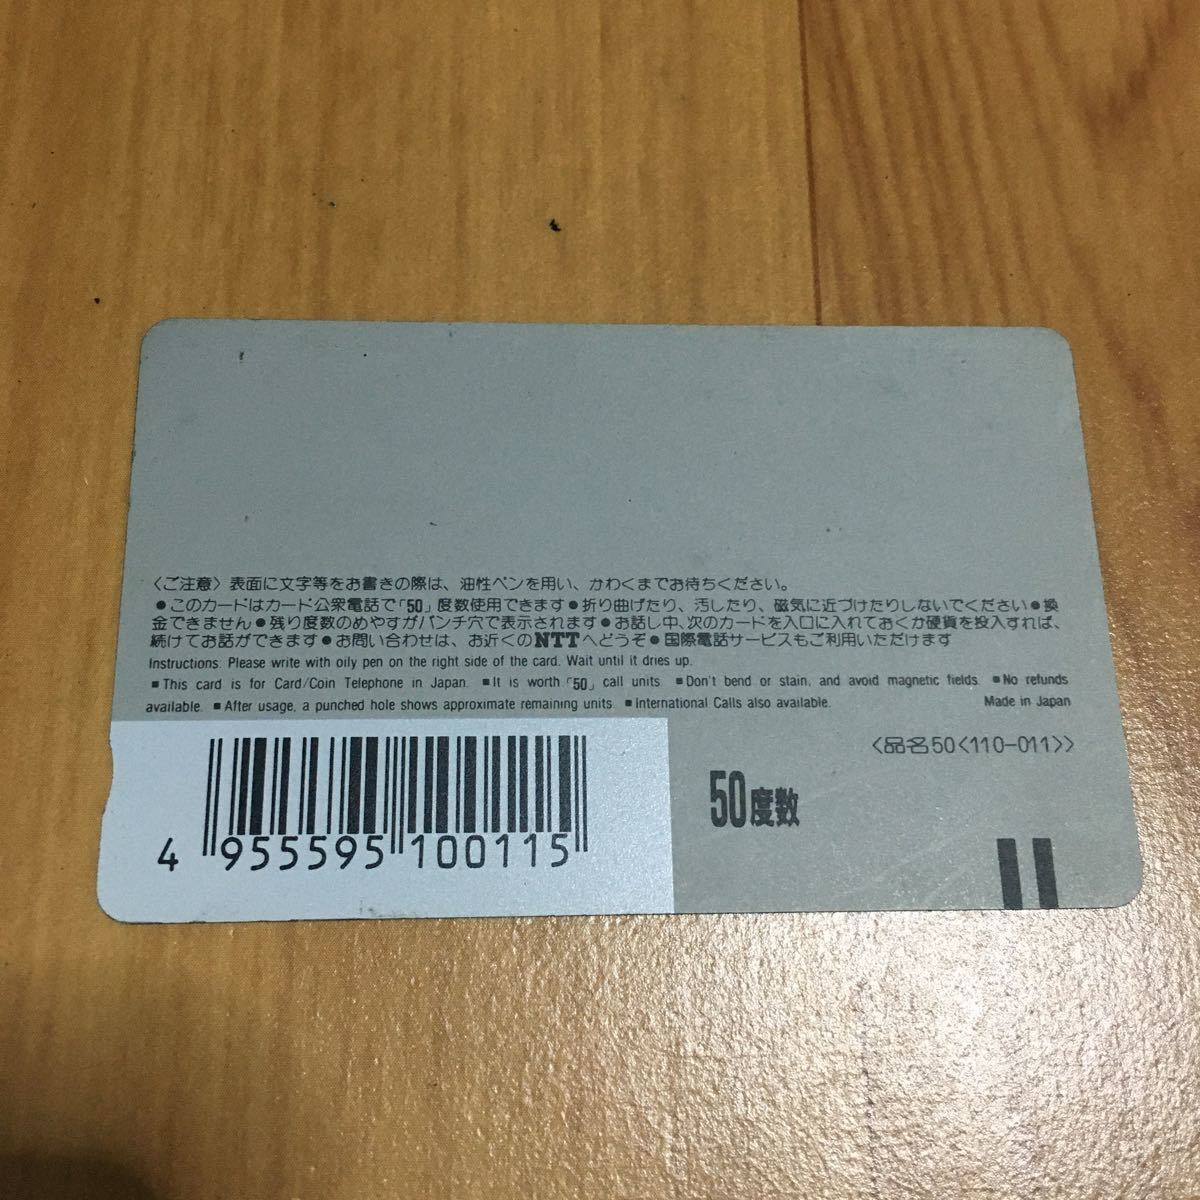 〈ご注意〉表面に文字等をお書きの際は、油性ペンを用い、かわくまでお待ちください。
●このカードはカード公衆電話で「50」度数使用できます●折り曲げたり、汚したり、磁気に近づけたりしないでください●換
金できません●残り度数のめやすがパンチ穴で表示されます●お話し中、次のカードを入口に入れておくか硬貨を投入すれば、
続けてお話ができます●お問い合わせは、お近くのNTTへどうぞ●国際電話サービスもご利用いただけます
Instructions: Please write with oily pen on the right side of the card. Wait until it dries up.
■This card is for Card/Coin Telephone in Japan. ■It is worth「50」call units. ■Don't bend or stain, and avoid magnetic fields. ■No refunds
available. ■After usage, a punched hole shows approximate remaining units. ■International Calls also available. Made in Japan
〈品名50〈110-011〉〉
50度数
4 955595 100115